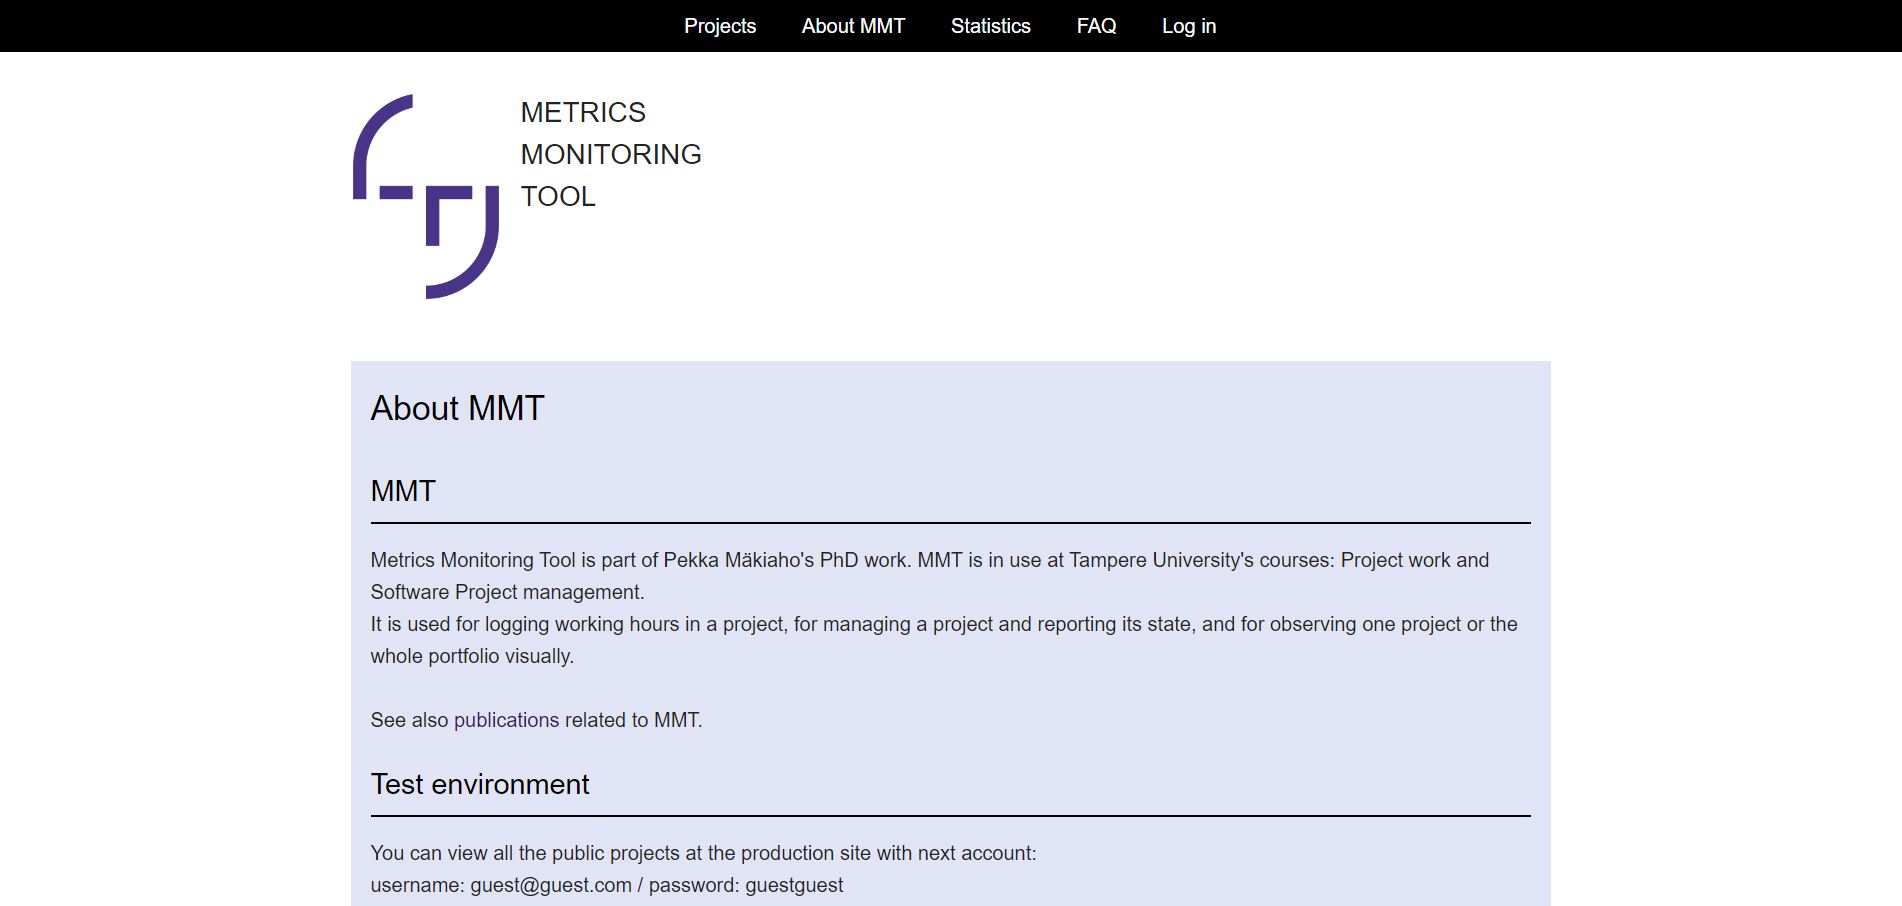 Projects About MMT Statistics FAQ Log in
METRICS
MONITORING
TOOL
About MMT
MMT
Metrics Monitoring Tool is part of Pekka Mäkiaho's PhD work. MMT is in use at Tampere University's courses: Project work and
Software Project management.
It is used for logging working hours in a project, for managing a project and reporting its state, and for observing one project or the
whole portfolio visually.
See also publications related to MMT.
Test environment
You can view all the public projects at the production site with next account:
username: guest@guest.com / password: guestguest